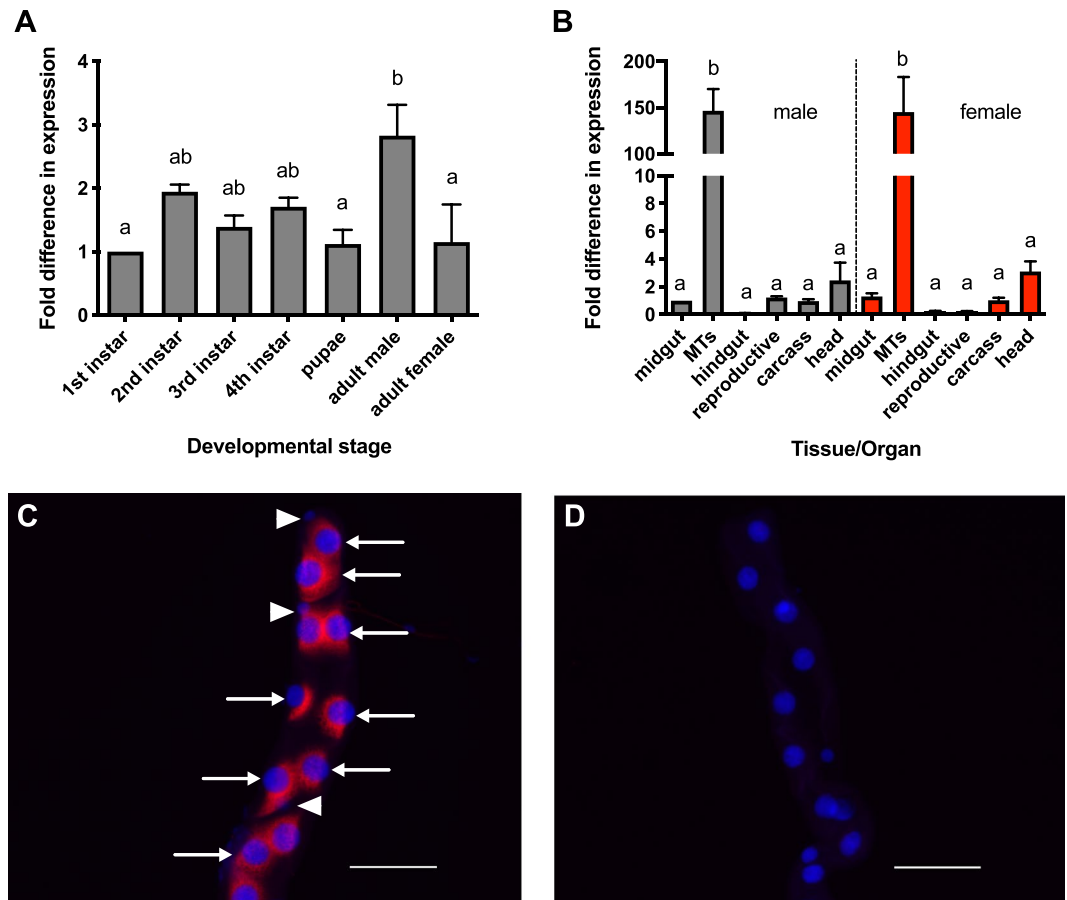 A
Fold difference in expression
4
3
2
1
0
a
ab
ab
ab
a
b
a
1st instar
2nd instar
3rd instar
4th instar
pupae
adult male
adult female
Developmental stage
B
Fold difference in expression
200
150
100
10
8
6
4
2
0
male
female
a
b
a
a
a
a
a
b
a
a
a
a
midgut
MTs
hindgut
reproductive
carcass
head
midgut
MTs
hindgut
reproductive
carcass
head
Tissue/Organ
C
D